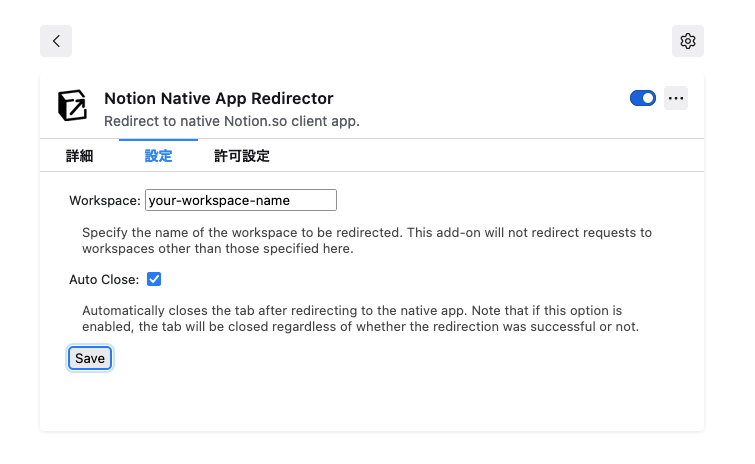 Notion Native App Redirector
Redirect to native Notion.so client app.
詳細 設定 許可設定
Workspace: your-workspace-name
Specify the name of the workspace to be redirected. This add-on will not redirect requests to
workspaces other than those specified here.
Auto Close:
Automatically closes the tab after redirecting to the native app. Note that if this option is
enabled, the tab will be closed regardless of whether the redirection was successful or not.
Save